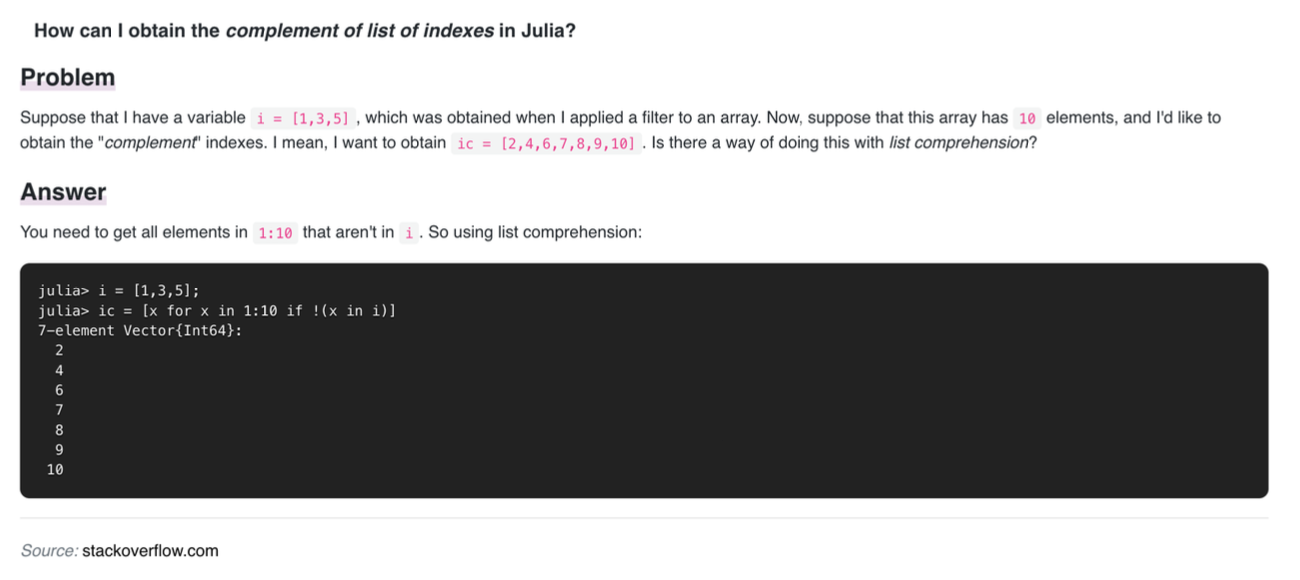 How can I obtain the complement of list of indexes in Julia?
Problem
Suppose that I have a variable i = [1,3,5] , which was obtained when I applied a filter to an array. Now, suppose that this array has 10 elements, and I'd like to
obtain the "complement" indexes. I mean, I want to obtain ic = [2,4,6,7,8,9,10] . Is there a way of doing this with list comprehension?
Answer
You need to get all elements in 1:10 that aren't in i . So using list comprehension:
julia> i = [1,3,5];
julia> ic = [x for x in 1:10 if !(x in i)]
7-element Vector{Int64}:
2
4
6
7
8
9
10
Source: stackoverflow.com